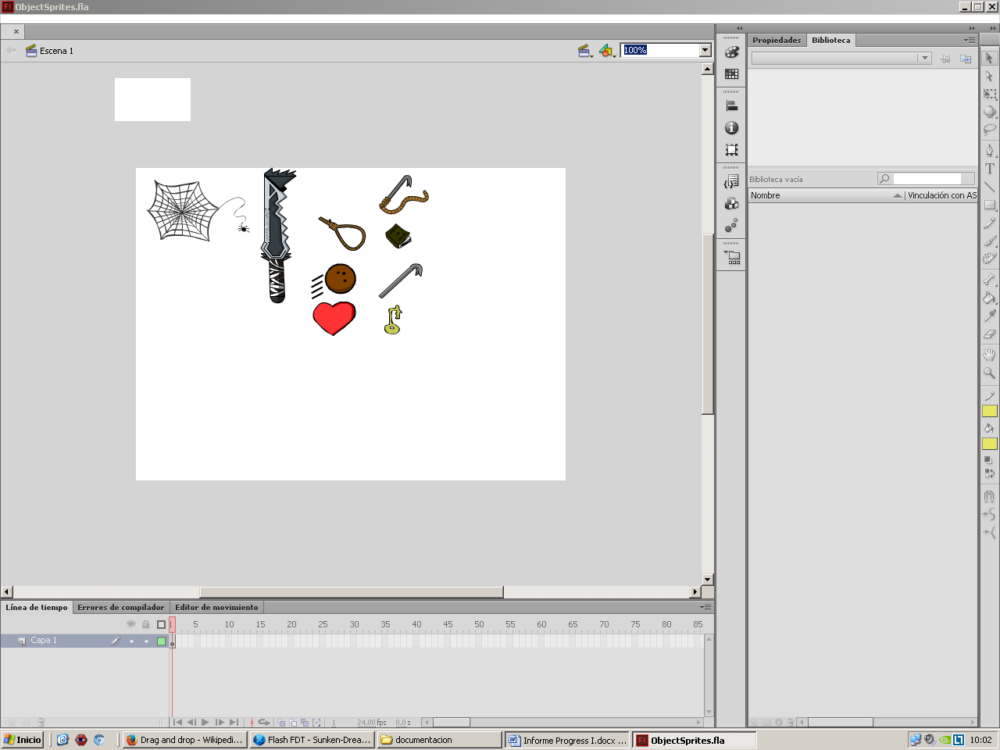 ObjectSprites.fla
Escena 1
100%
Propiedades
Biblioteca
Biblioteca vacía
Nombre
Vinculación con AS
Línea de tiempo
Errores de compilador
Editor de movimiento
1 5 10 15 20 25 30 35 40 45 50 55 60 65 70 75 80 85
Capa 1
1 24,00 fps 0,0 s
Inicio
Drag and drop - Wikipedi...
Flash FDT - Sunken-Drea...
documentacion
Informe Progress I.docx ...
ObjectSprites.fla
10:02